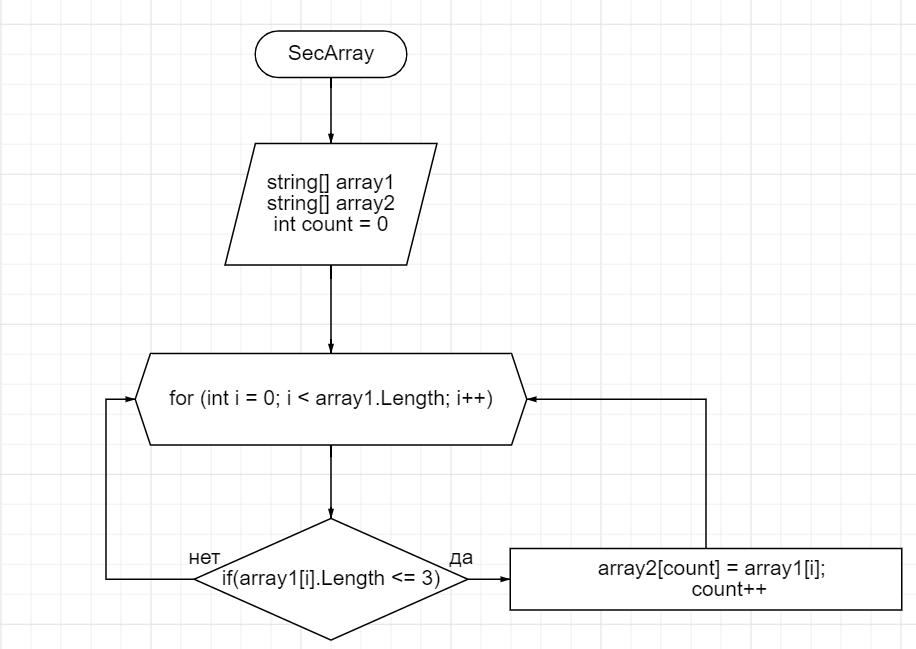 SecArray
string[] array1
string[] array2
int count = 0
for (int i = 0; i < array1.Length; i++)
нет
да
if(array1[i].Length <= 3)
array2[count] = array1[i];
count++